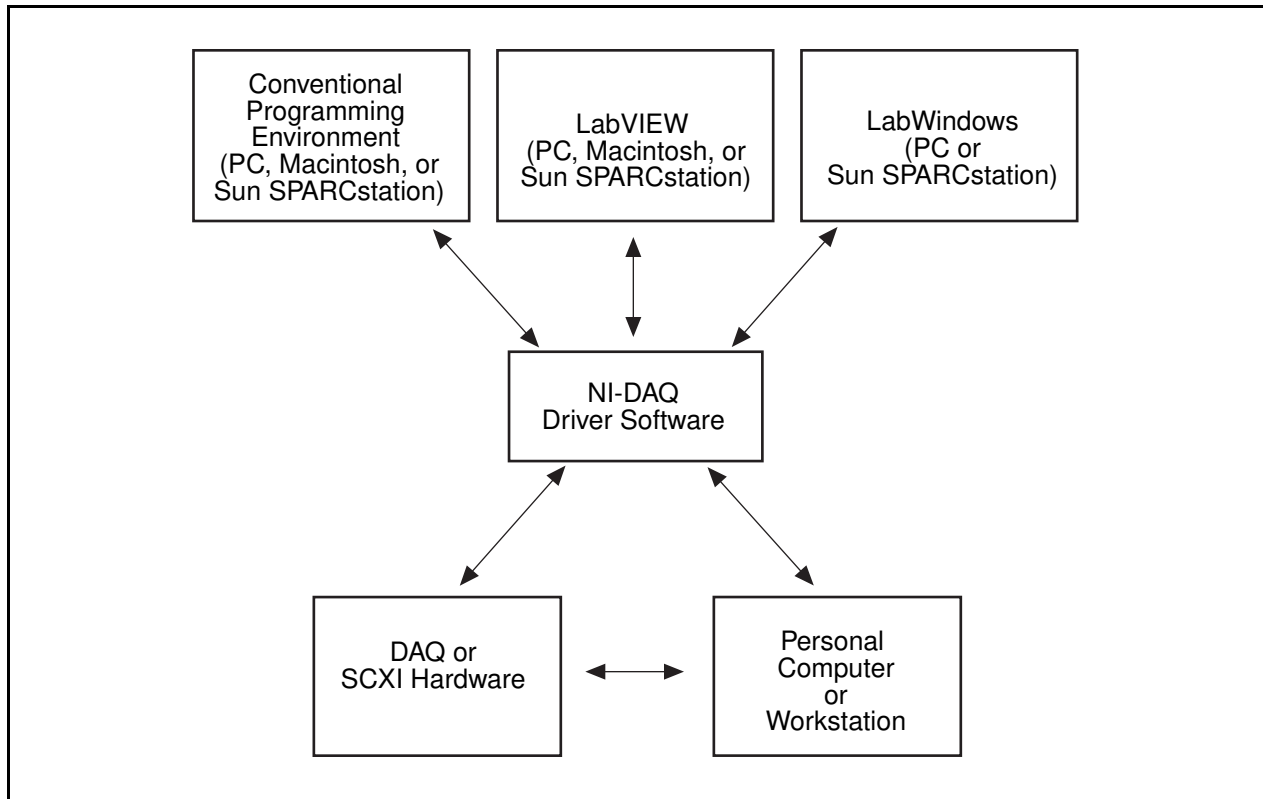 Conventional
Programming
Environment
(PC, Macintosh, or
Sun SPARCstation)
LabVIEW
(PC, Macintosh, or
Sun SPARCstation)
LabWindows
(PC or
Sun SPARCstation)
NI-DAQ
Driver Software
DAQ or
SCXI Hardware
Personal
Computer
or
Workstation